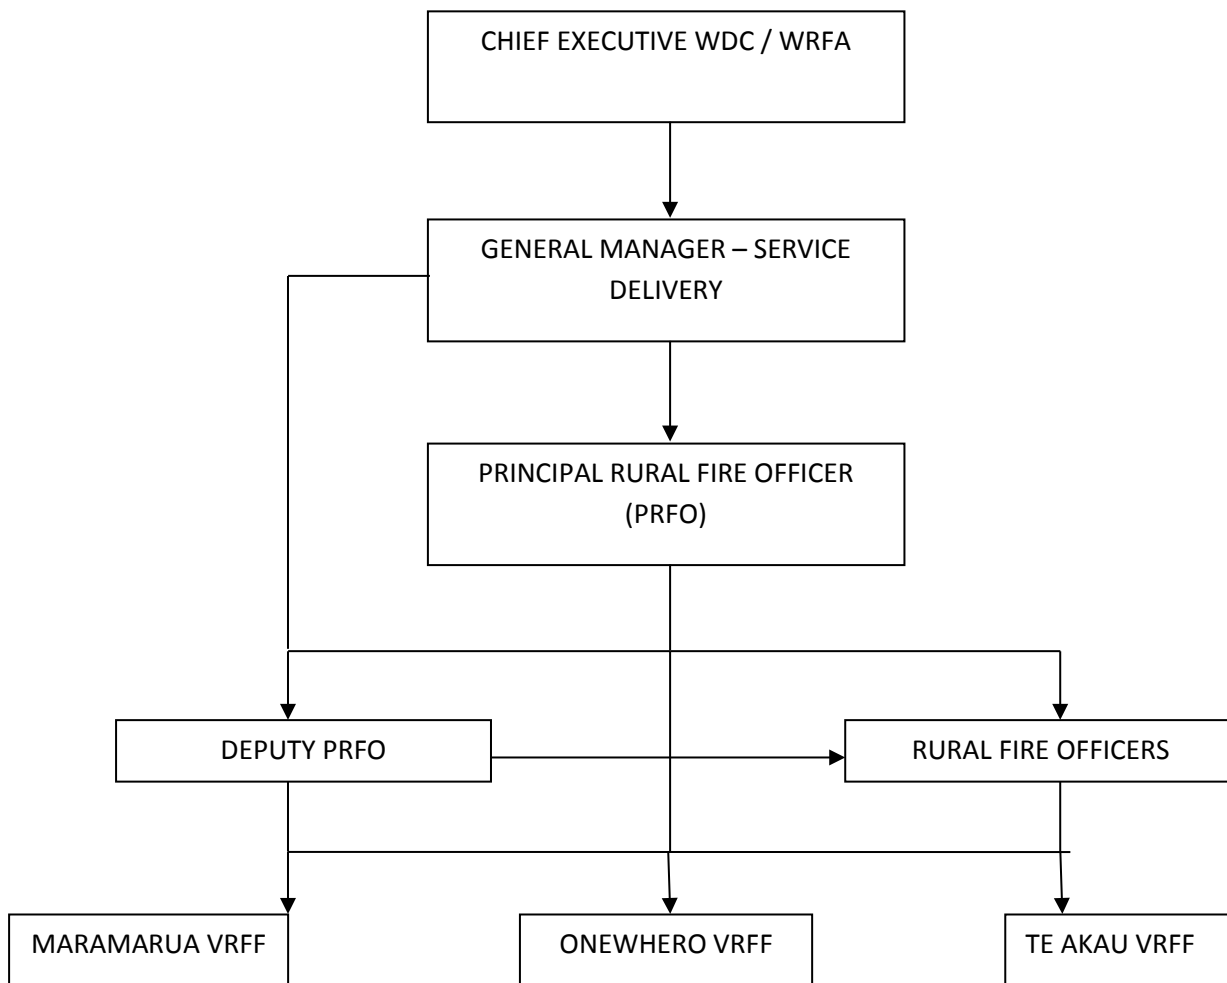 CHIEF EXECUTIVE WDC / WRFA
GENERAL MANAGER – SERVICE
DELIVERY
PRINCIPAL RURAL FIRE OFFICER
(PRFO)
DEPUTY PRFO
RURAL FIRE OFFICERS
MARAMARUA VRFF
ONEWHERO VRFF
TE AKAU VRFF